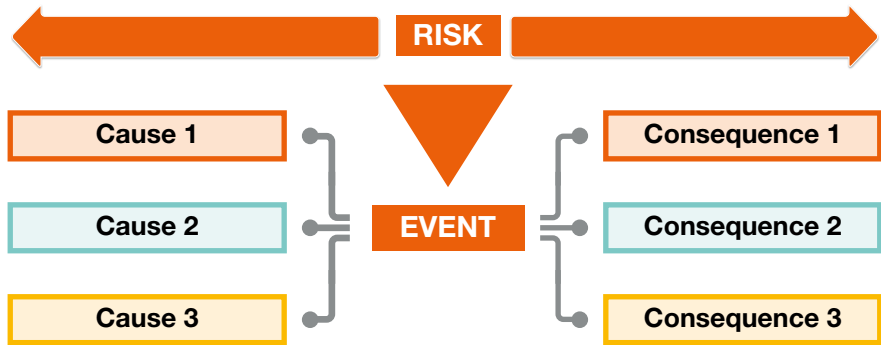 RISK
Cause 1
Consequence 1
Cause 2
EVENT
Consequence 2
Cause 3
Consequence 3